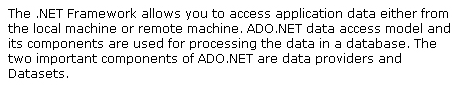 The .NET Framework allows you to access application data either from
the local machine or remote machine. ADO.NET data access model and
its components are used for processing the data in a database. The
two important components of ADO.NET are data providers and
Datasets.